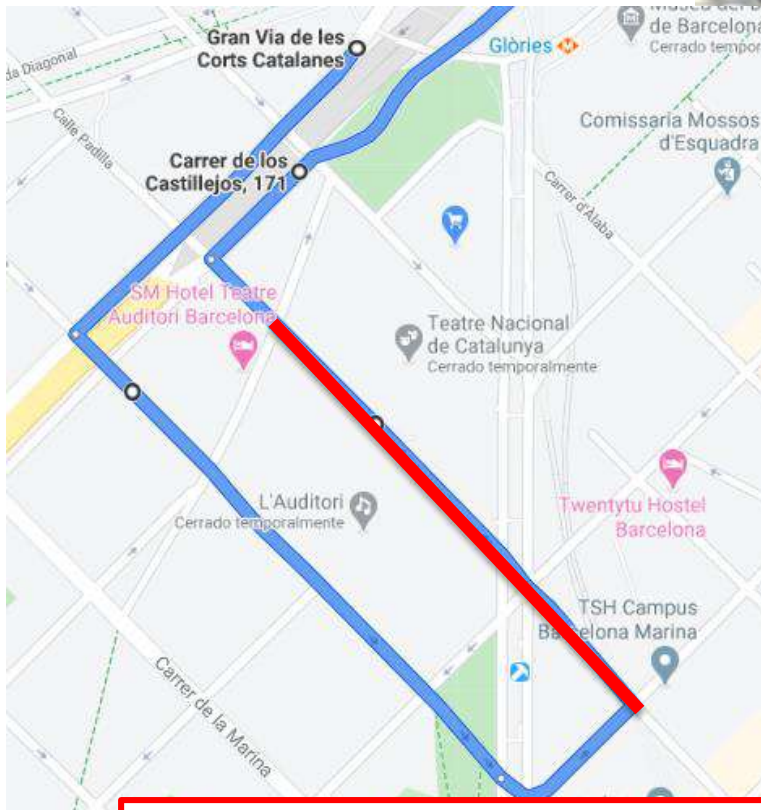 Museu del D
de Barcelona
Cerrado tempor
Gran Via de les
Corts Catalanes
Glòries
da Diagonal
Calle Padilla
Comissaria Mossos
d'Esquadra
Carrer de los
Castillejos, 171
Carrer d'Àlaba
SM Hotel Teatre
Auditori Barcelona
Teatre Nacional
de Catalunya
Cerrado temporalmente
L'Auditori
Cerrado temporalmente
Twentytu Hostel
Barcelona
TSH Campus
Barcelona Marina
Carrer de la Marina